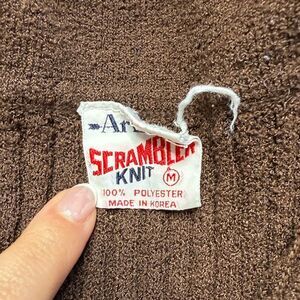 SCRAMBLER
KNIT M
100% POLYESTER
MADE IN KOREA